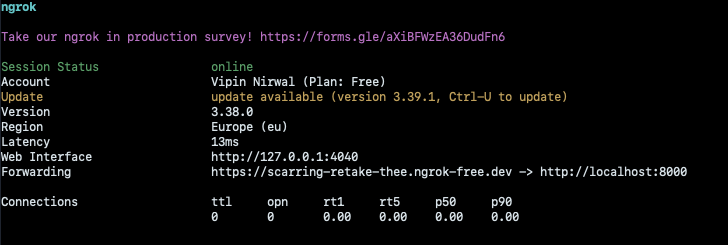 ngrok
Take our ngrok in production survey! https://forms.gle/aXiBFWzEA36DudFn6
Session Status online
Account Vipin Nirwal (Plan: Free)
Update update available (version 3.39.1, Ctrl-U to update)
Version 3.38.0
Region Europe (eu)
Latency 13ms
Web Interface http://127.0.0.1:4040
Forwarding https://scarring-retake-thee.ngrok-free.dev -> http://localhost:8000
Connections ttl opn rt1 rt5 p50 p90
0 0 0.00 0.00 0.00 0.00